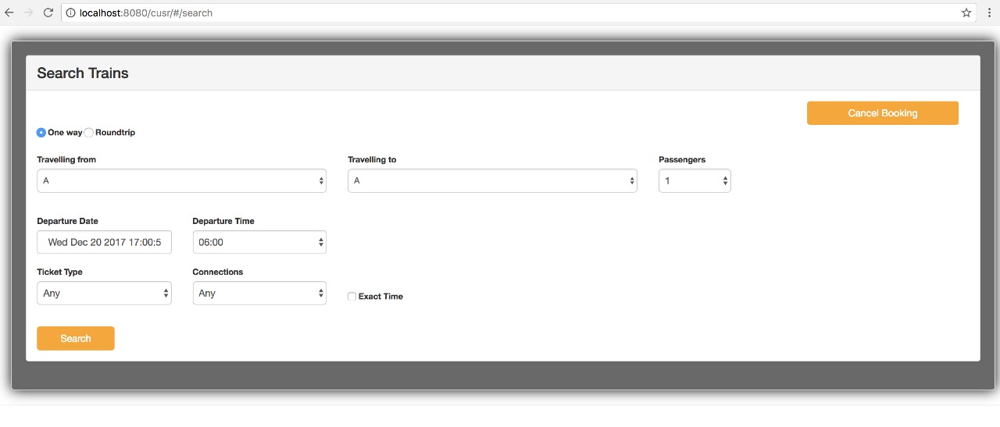 localhost:8080/cusr/#/search
Search Trains
Cancel Booking
One way Roundtrip
Travelling from Travelling to Passengers
A A 1
Departure Date Departure Time
Wed Dec 20 2017 17:00:5 06:00
Ticket Type Connections
Any Any Exact Time
Search